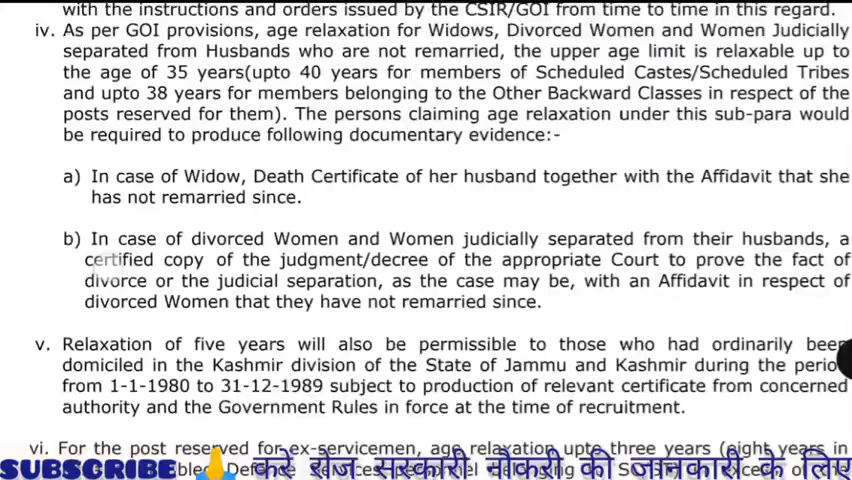 with the instructions and orders issued by the CSIR/GOI from time to time in this regard.
iv. As per GOI provisions, age relaxation for Widows, Divorced Women and Women Judicially
separated from Husbands who are not remarried, the upper age limit is relaxable up to
the age of 35 years(upto 40 years for members of Scheduled Castes/Scheduled Tribes
and upto 38 years for members belonging to the Other Backward Classes in respect of the
posts reserved for them). The persons claiming age relaxation under this sub-para would
be required to produce following documentary evidence:-
a) In case of Widow, Death Certificate of her husband together with the Affidavit that she
has not remarried since.
b) In case of divorced Women and Women judicially separated from their husbands, a
certified copy of the judgment/decree of the appropriate Court to prove the fact of
divorce or the judicial separation, as the case may be, with an Affidavit in respect of
divorced Women that they have not remarried since.
v. Relaxation of five years will also be permissible to those who had ordinarily been
domiciled in the Kashmir division of the State of Jammu and Kashmir during the perio
from 1-1-1980 to 31-12-1989 subject to production of relevant certificate from concerned
authority and the Government Rules in force at the time of recruitment.
vi. For the post reserved for ex-servicemen, age relaxation upto three years (eight years in
SUBSCRIBE 🙏 करे रोज सरकारी नौकरी की जानकारी के लिए